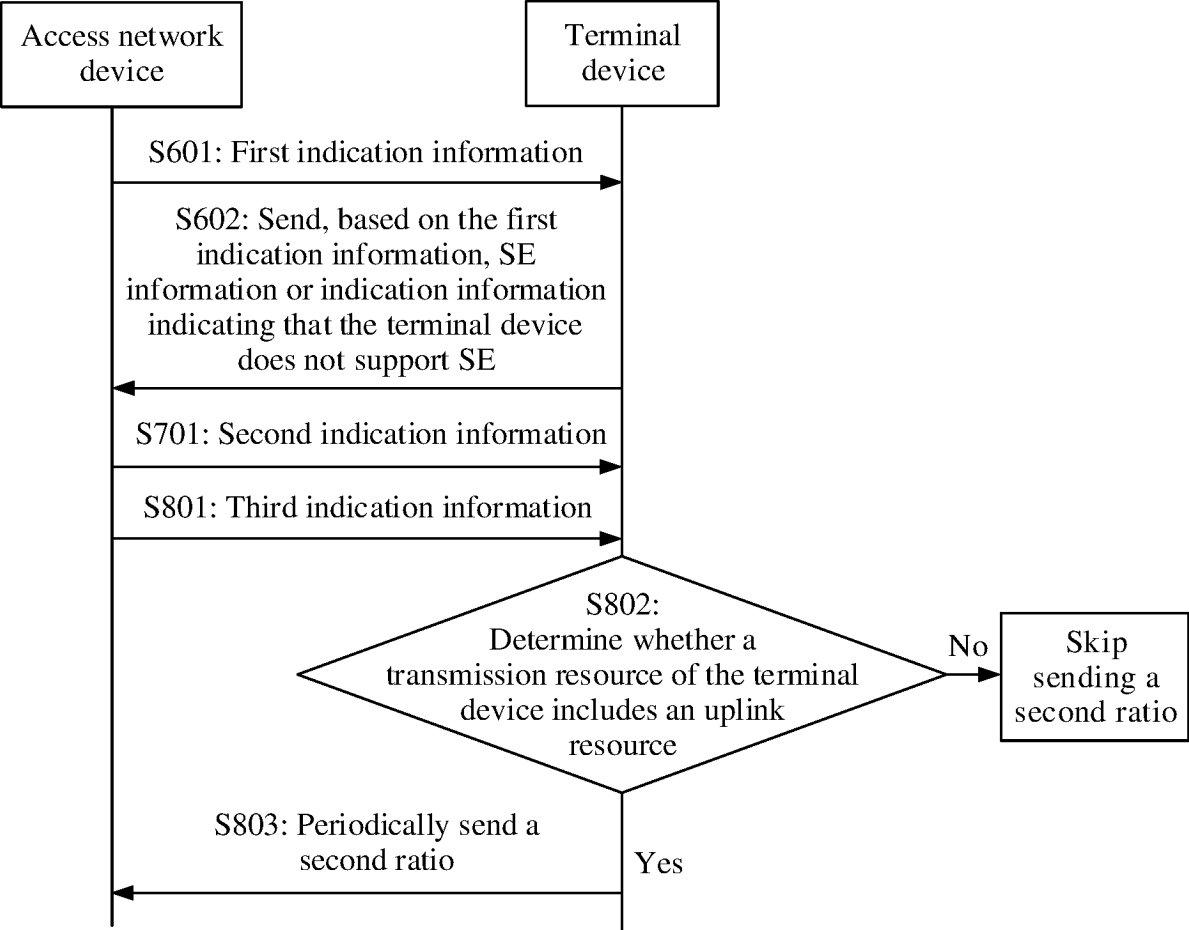 Access network
device
Terminal
device
S601: First indication information
S602: Send, based on the first
indication information, SE
information or indication information
indicating that the terminal device
does not support SE
S701: Second indication information
S801: Third indication information
S802:
Determine whether a
transmission resource of the terminal
device includes an uplink
resource
No
Skip
sending a
second ratio
S803: Periodically send a
second ratio
Yes